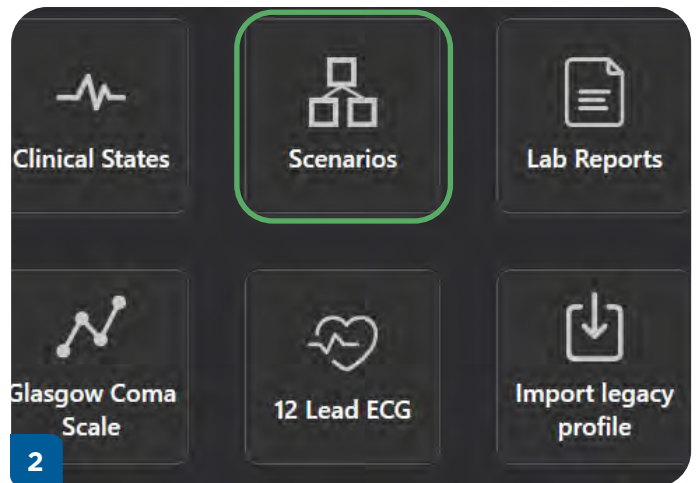 Clinical States
Scenarios
Lab Reports
Glasgow Coma
Scale
12 Lead ECG
Import legacy
profile
2